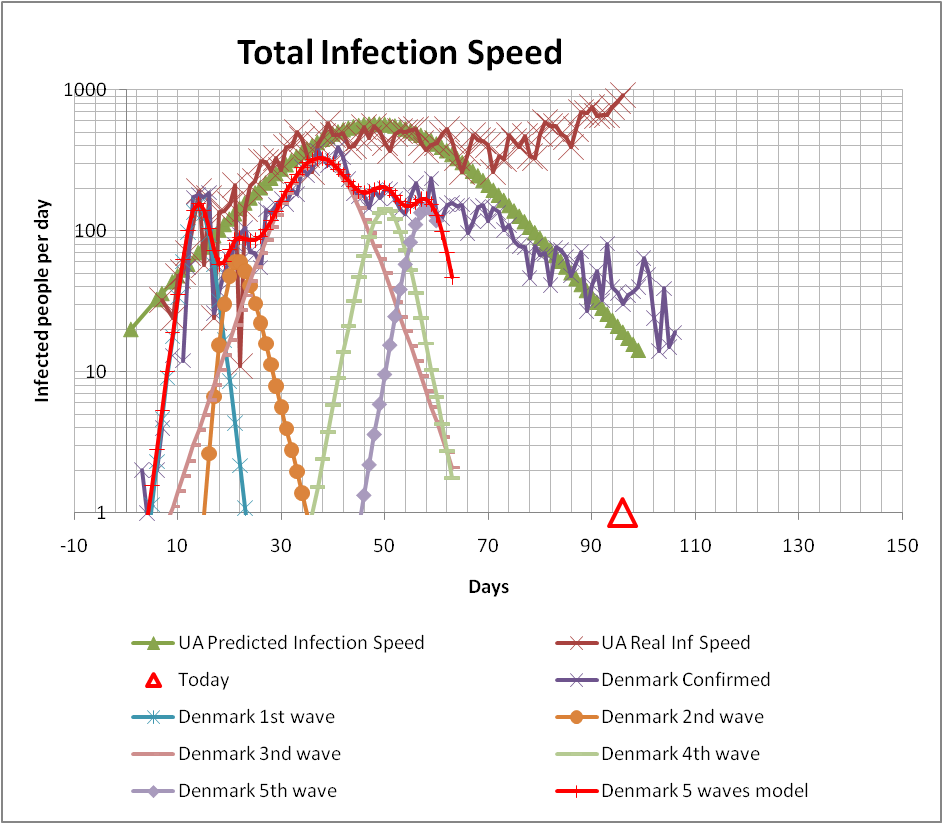 Total Infection Speed
1000
100
10
1
Infected people per day
-10 10 30 50 70 90 110 130 150
Days
UA Predicted Infection Speed
UA Real Inf Speed
Today
Denmark Confirmed
Denmark 1st wave
Denmark 2nd wave
Denmark 3nd wave
Denmark 4th wave
Denmark 5th wave
Denmark 5 waves model